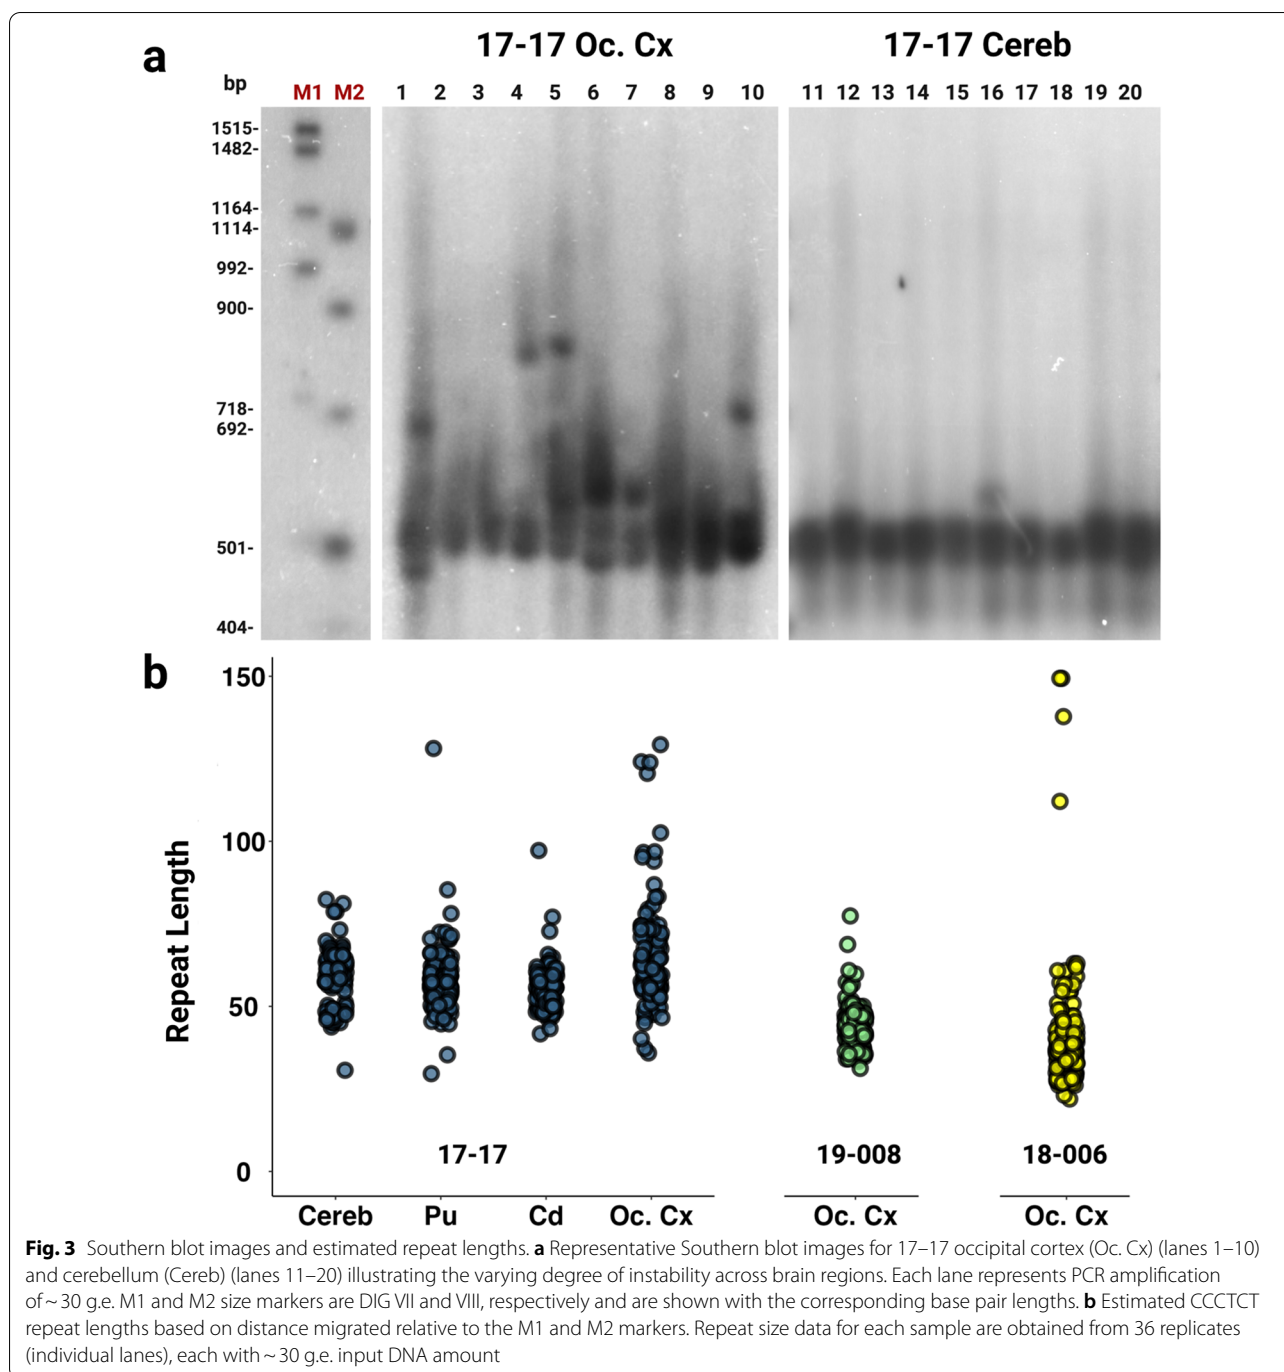 a
17-17 Oc. Cx
17-17 Cereb
bp
M1 M2
1 2 3 4 5 6 7 8 9 10
11 12 13 14 15 16 17 18 19 20
1515-
1482-
1164-
1114-
992-
900-
718-
692-
501-
404-
b
Repeat Length
150
100
50
0
17-17
19-008
18-006
Cereb Pu Cd Oc. Cx Oc. Cx Oc. Cx
Fig. 3 Southern blot images and estimated repeat lengths. a Representative Southern blot images for 17–17 occipital cortex (Oc. Cx) (lanes 1–10)
and cerebellum (Cereb) (lanes 11–20) illustrating the varying degree of instability across brain regions. Each lane represents PCR amplification
of ~ 30 g.e. M1 and M2 size markers are DIG VII and VIII, respectively and are shown with the corresponding base pair lengths. b Estimated CCCTCT
repeat lengths based on distance migrated relative to the M1 and M2 markers. Repeat size data for each sample are obtained from 36 replicates
(individual lanes), each with ~ 30 g.e. input DNA amount